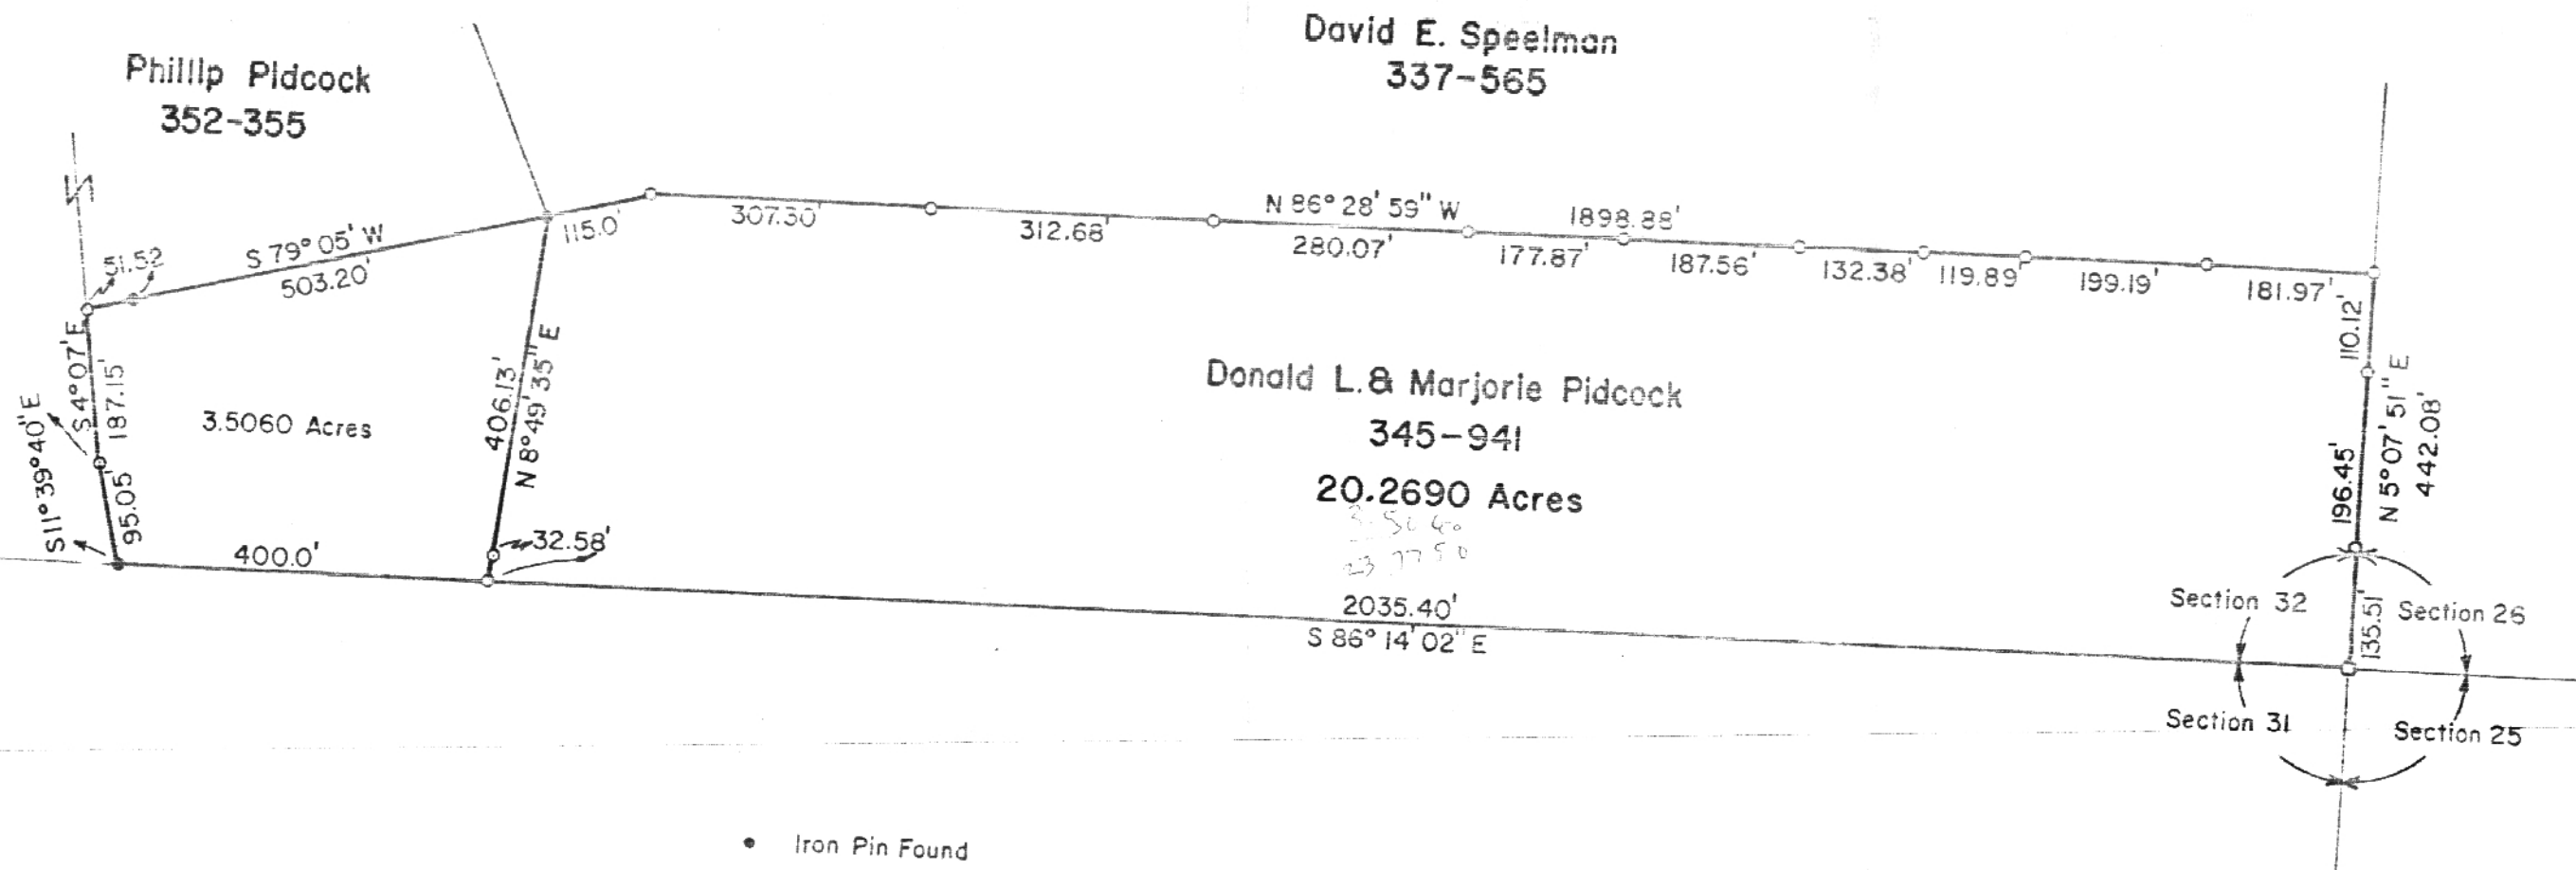 David E. Speelman
337-565
Phillip Pidcock
352-355
N 86° 28' 59" W
1898.88'
115.0'
307.30'
312.68'
280.07'
177.87'
187.56'
132.38'
119.89'
199.19'
181.97'
51.52
S 79° 05' W
503.20'
S 4° 07' E
187.15'
S 11° 39' 40" E
95.05'
3.5060 Acres
406.13'
N 8° 49' 35" E
32.58'
400.0'
Donald L. & Marjorie Pidcock
345-941
20.2690 Acres
23.7750
110.12'
N 5° 07' 51" E
442.08'
196.45'
135.51'
2035.40'
S 86° 14' 02" E
Section 32
Section 26
Section 31
Section 25
Iron Pin Found